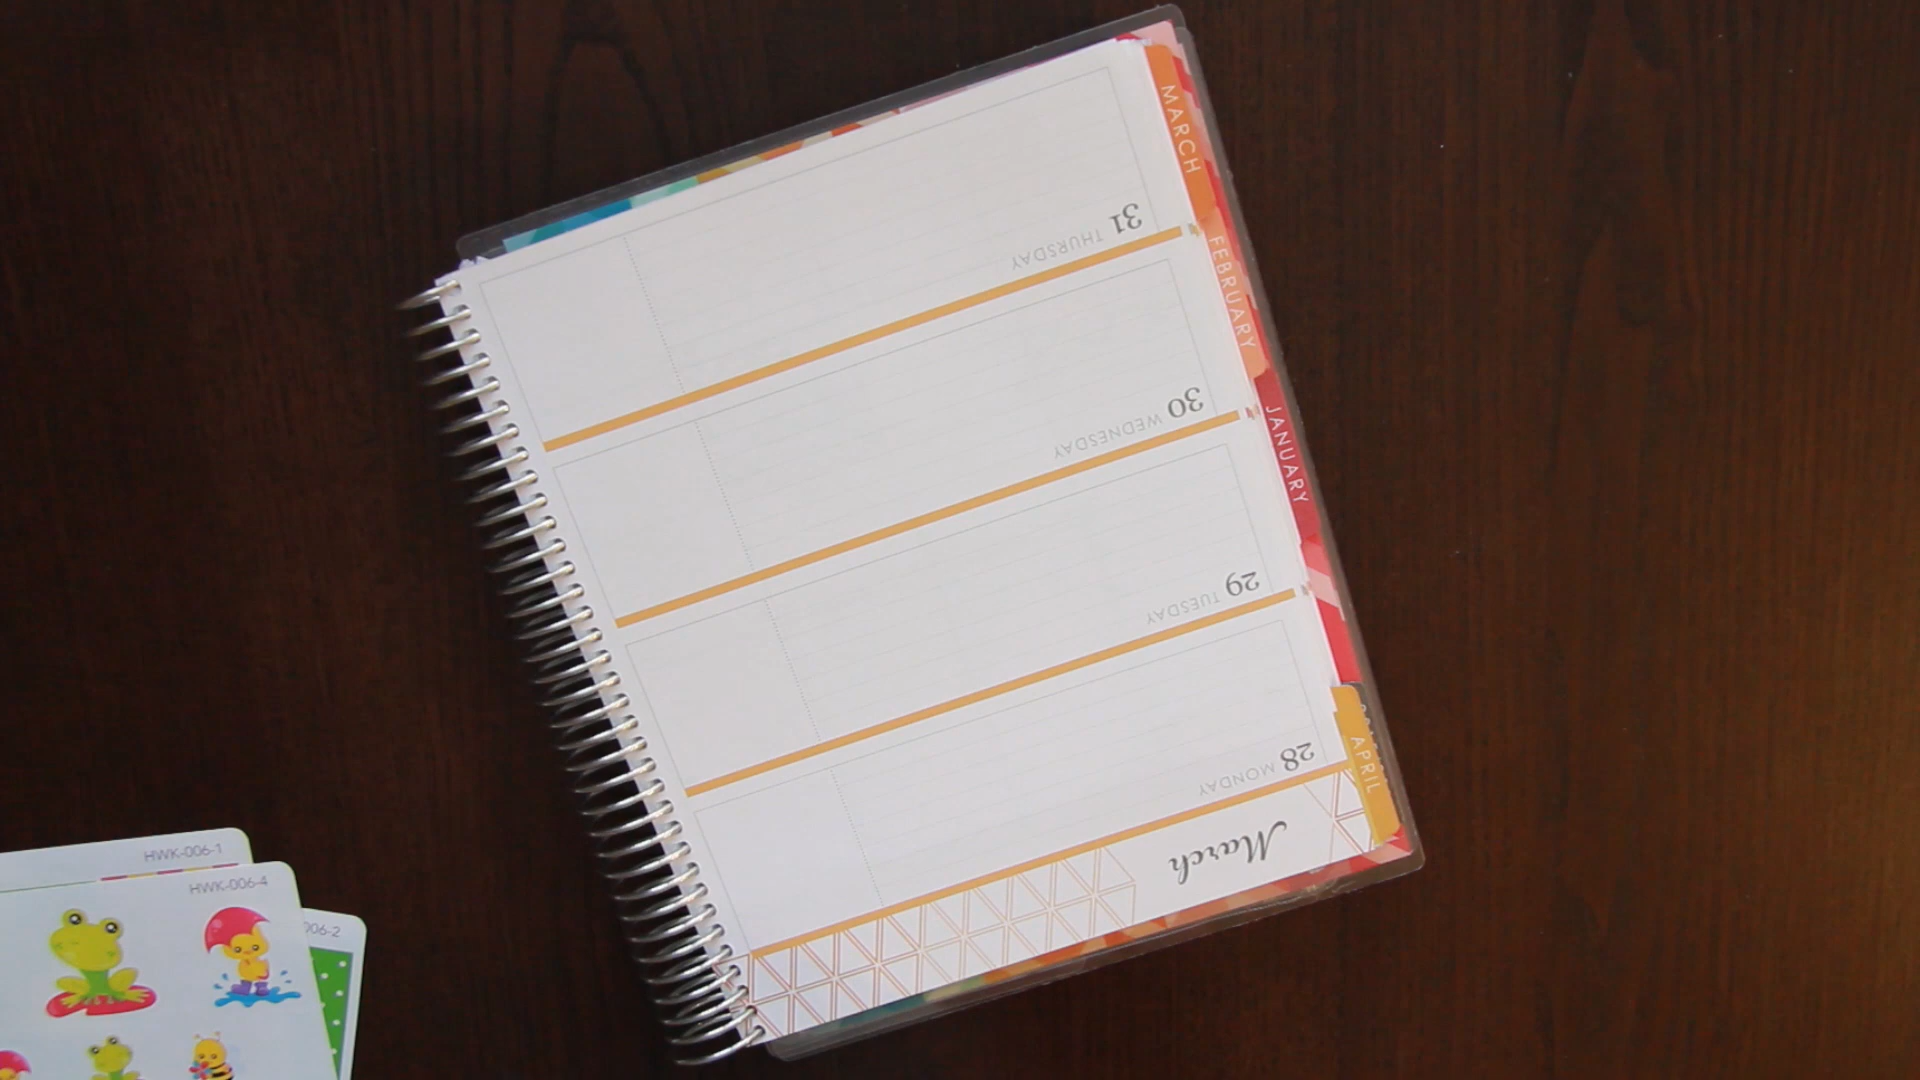 March
28 MONDAY
29 TUESDAY
30 WEDNESDAY
31 THURSDAY
MARCH
FEBRUARY
JANUARY
APRIL
HWK-006-1
HWK-006-4
006-2